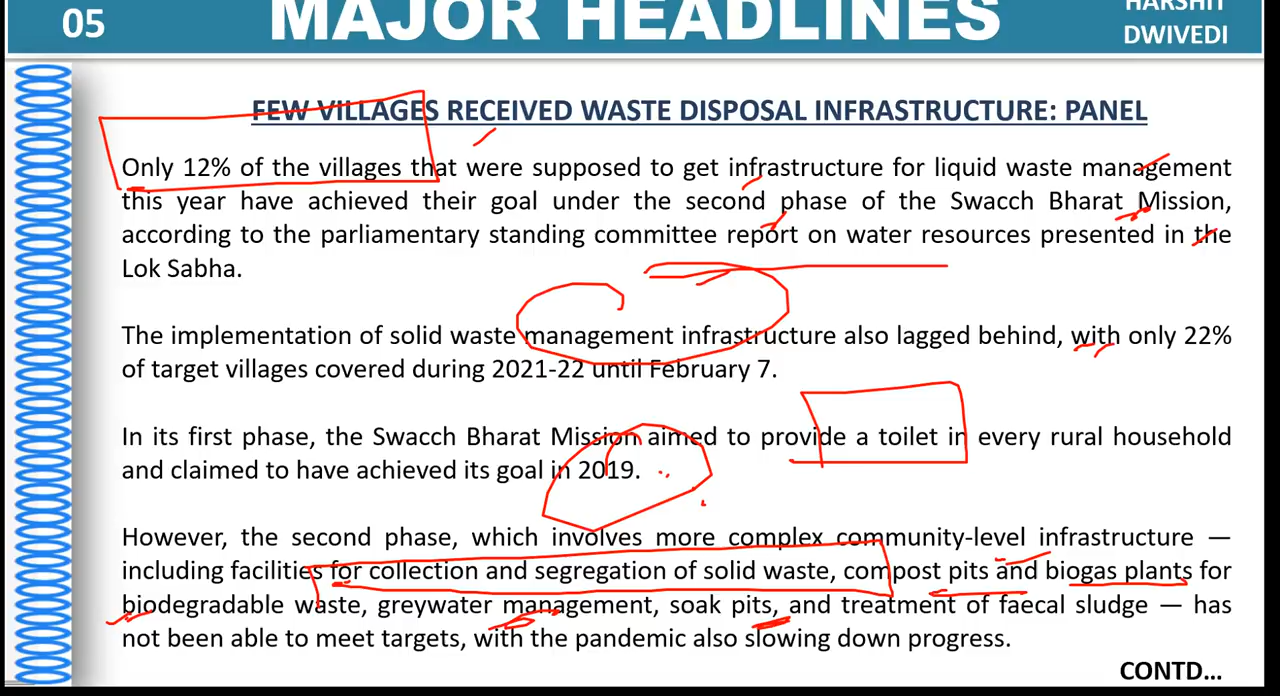 05
MAJOR HEADLINES
HARSHIT
DWIVEDI
FEW VILLAGES RECEIVED WASTE DISPOSAL INFRASTRUCTURE: PANEL
Only 12% of the villages that were supposed to get infrastructure for liquid waste management
this year have achieved their goal under the second phase of the Swacch Bharat Mission,
according to the parliamentary standing committee report on water resources presented in the
Lok Sabha.
The implementation of solid waste management infrastructure also lagged behind, with only 22%
of target villages covered during 2021-22 until February 7.
In its first phase, the Swacch Bharat Mission aimed to provide a toilet in every rural household
and claimed to have achieved its goal in 2019.
However, the second phase, which involves more complex community-level infrastructure —
including facilities for collection and segregation of solid waste, compost pits and biogas plants for
biodegradable waste, greywater management, soak pits, and treatment of faecal sludge — has
not been able to meet targets, with the pandemic also slowing down progress.
CONTD...